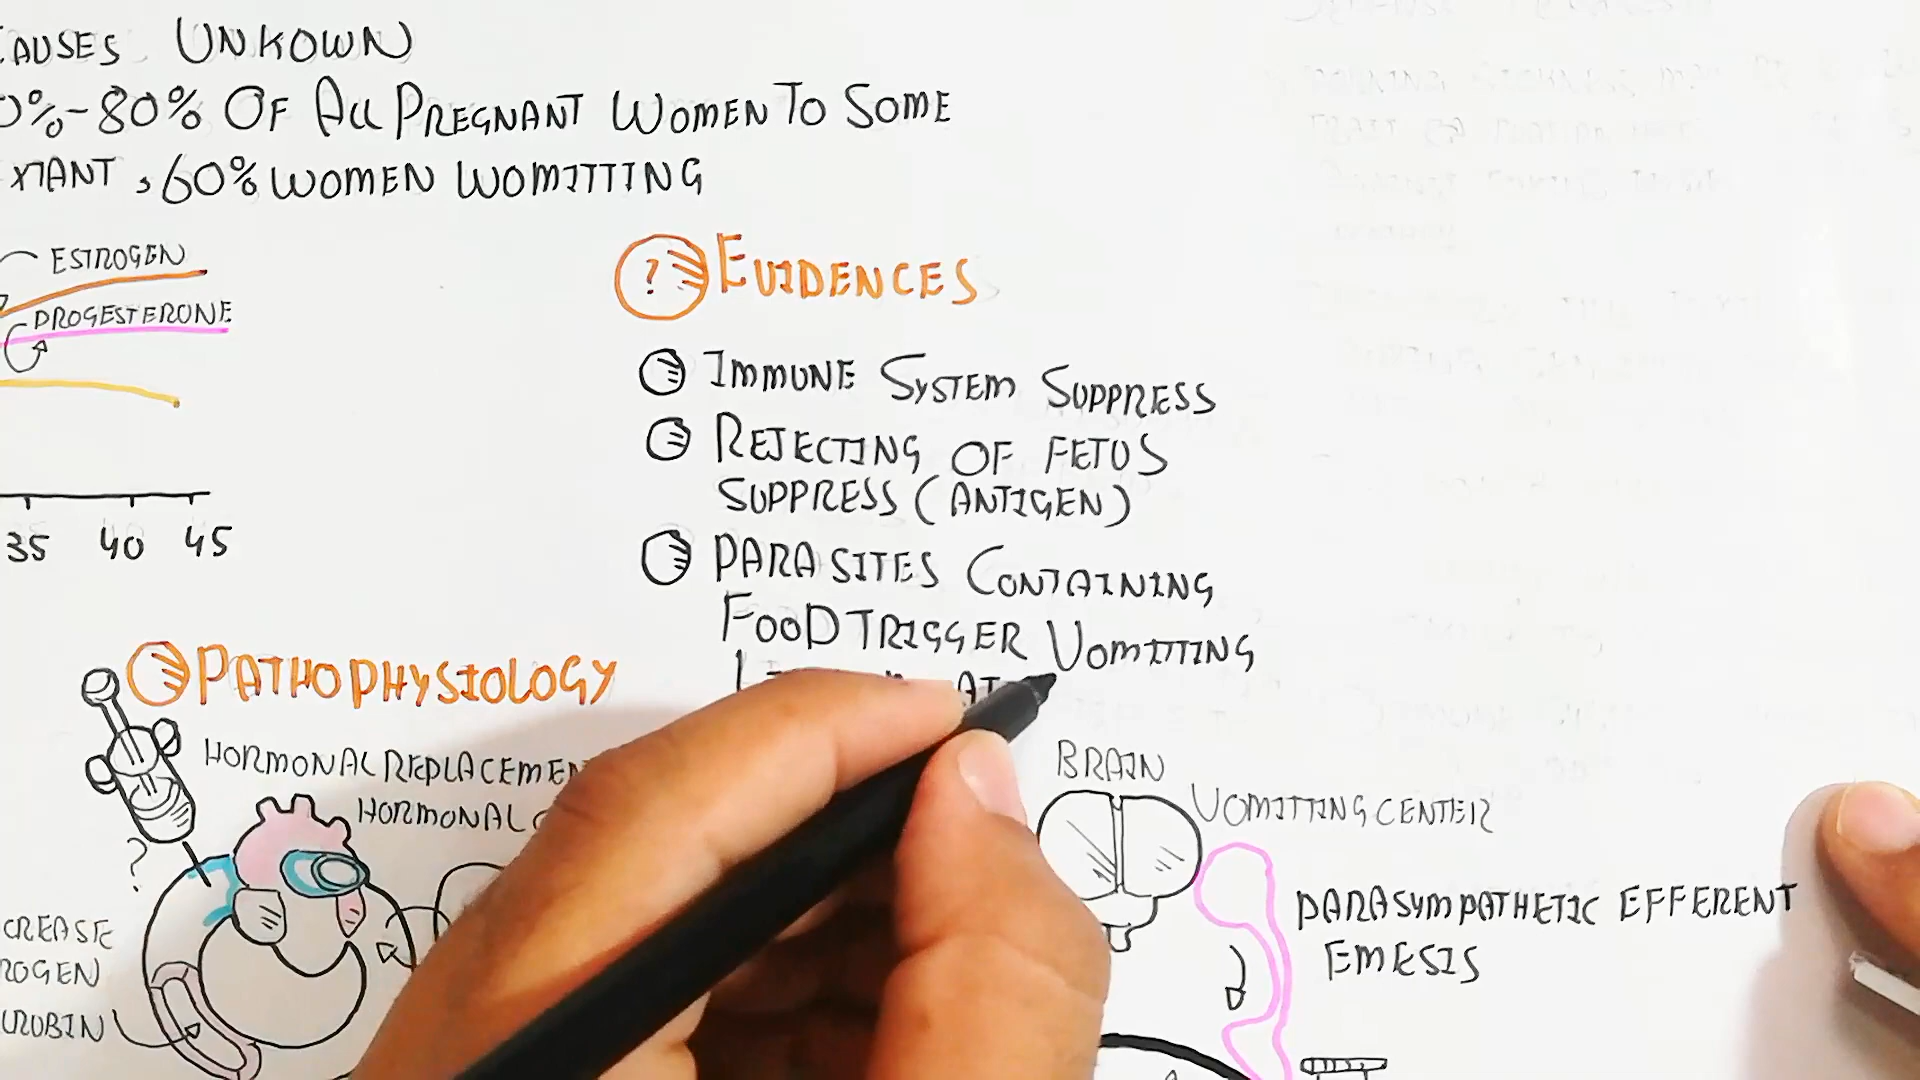 CAUSES UNKOWN
0%-80% OF ALL PREGNANT WOMEN TO SOME
XTANT, 60% WOMEN WOMITTING
ESTROGEN
PROGESTERONE
35 40 45
? EVIDENCES
IMMUNE SYSTEM SUPPRESS
REJECTING OF FETUS
SUPPRESS (ANTIGEN)
PARASITES CONTAINING
FOOD TRIGGER VOMITTING
PATHOPHYSIOLOGY
HORMONAL REPLACEMEN
HORMONAL
?
CREASE
ROGEN
UROBIN
BRAIN
VOMITTING CENTER
PARASYMPATHETIC EFFERENT
EMESIS